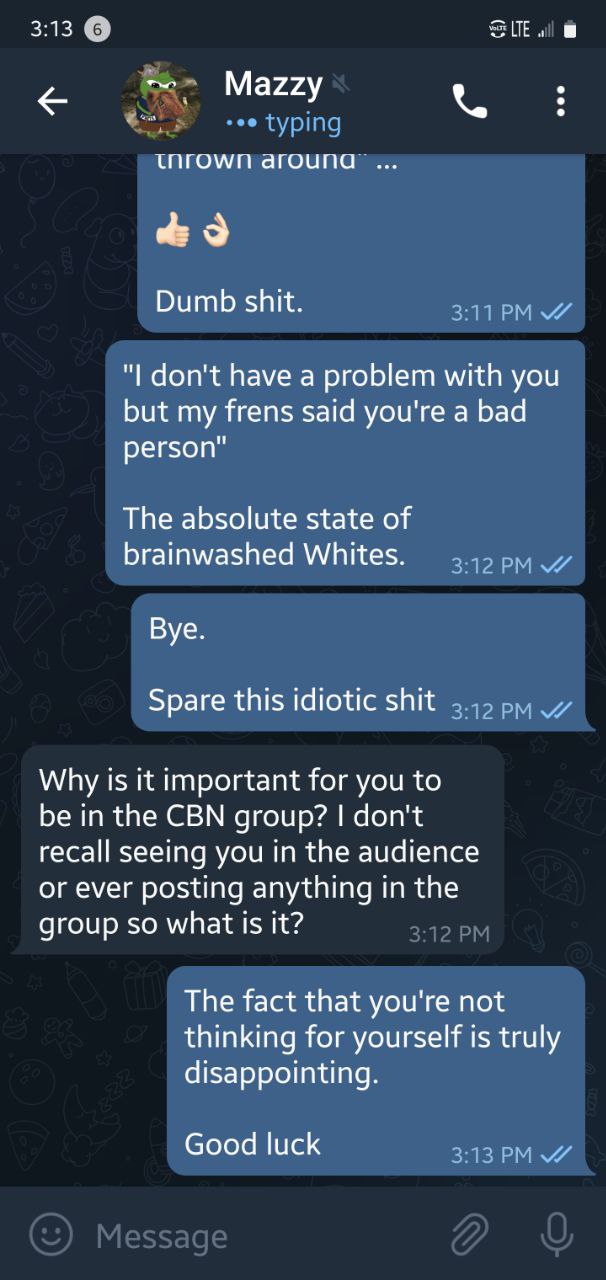 3:13 6 VoLTE LTE
Mazzy
typing
thrown around" ...
👍🏻 👌🏻
Dumb shit.
3:11 PM
"I don't have a problem with you
but my frens said you're a bad
person"
The absolute state of
brainwashed Whites.
3:12 PM
Bye.
Spare this idiotic shit
3:12 PM
Why is it important for you to
be in the CBN group? I don't
recall seeing you in the audience
or ever posting anything in the
group so what is it?
3:12 PM
The fact that you're not
thinking for yourself is truly
disappointing.
Good luck
3:13 PM
Message